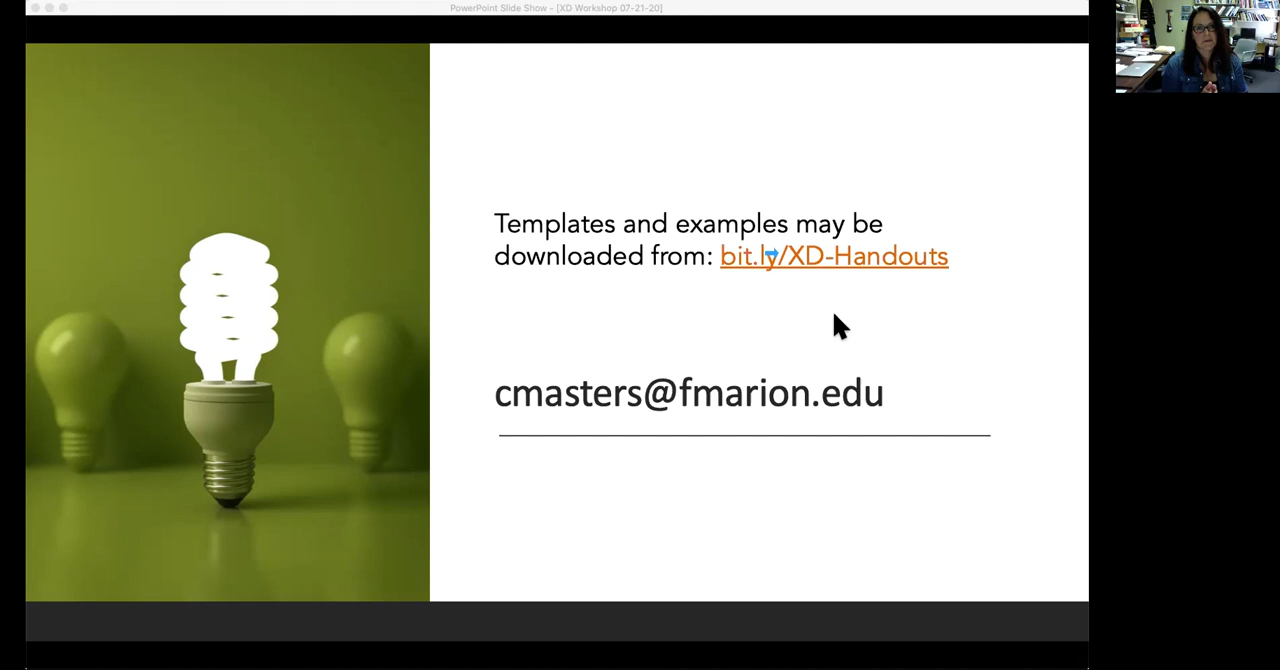 PowerPoint Slide Show - [XD Workshop 07-21-20]
Templates and examples may be
downloaded from: bit.ly/XD-Handouts
cmasters@fmarion.edu